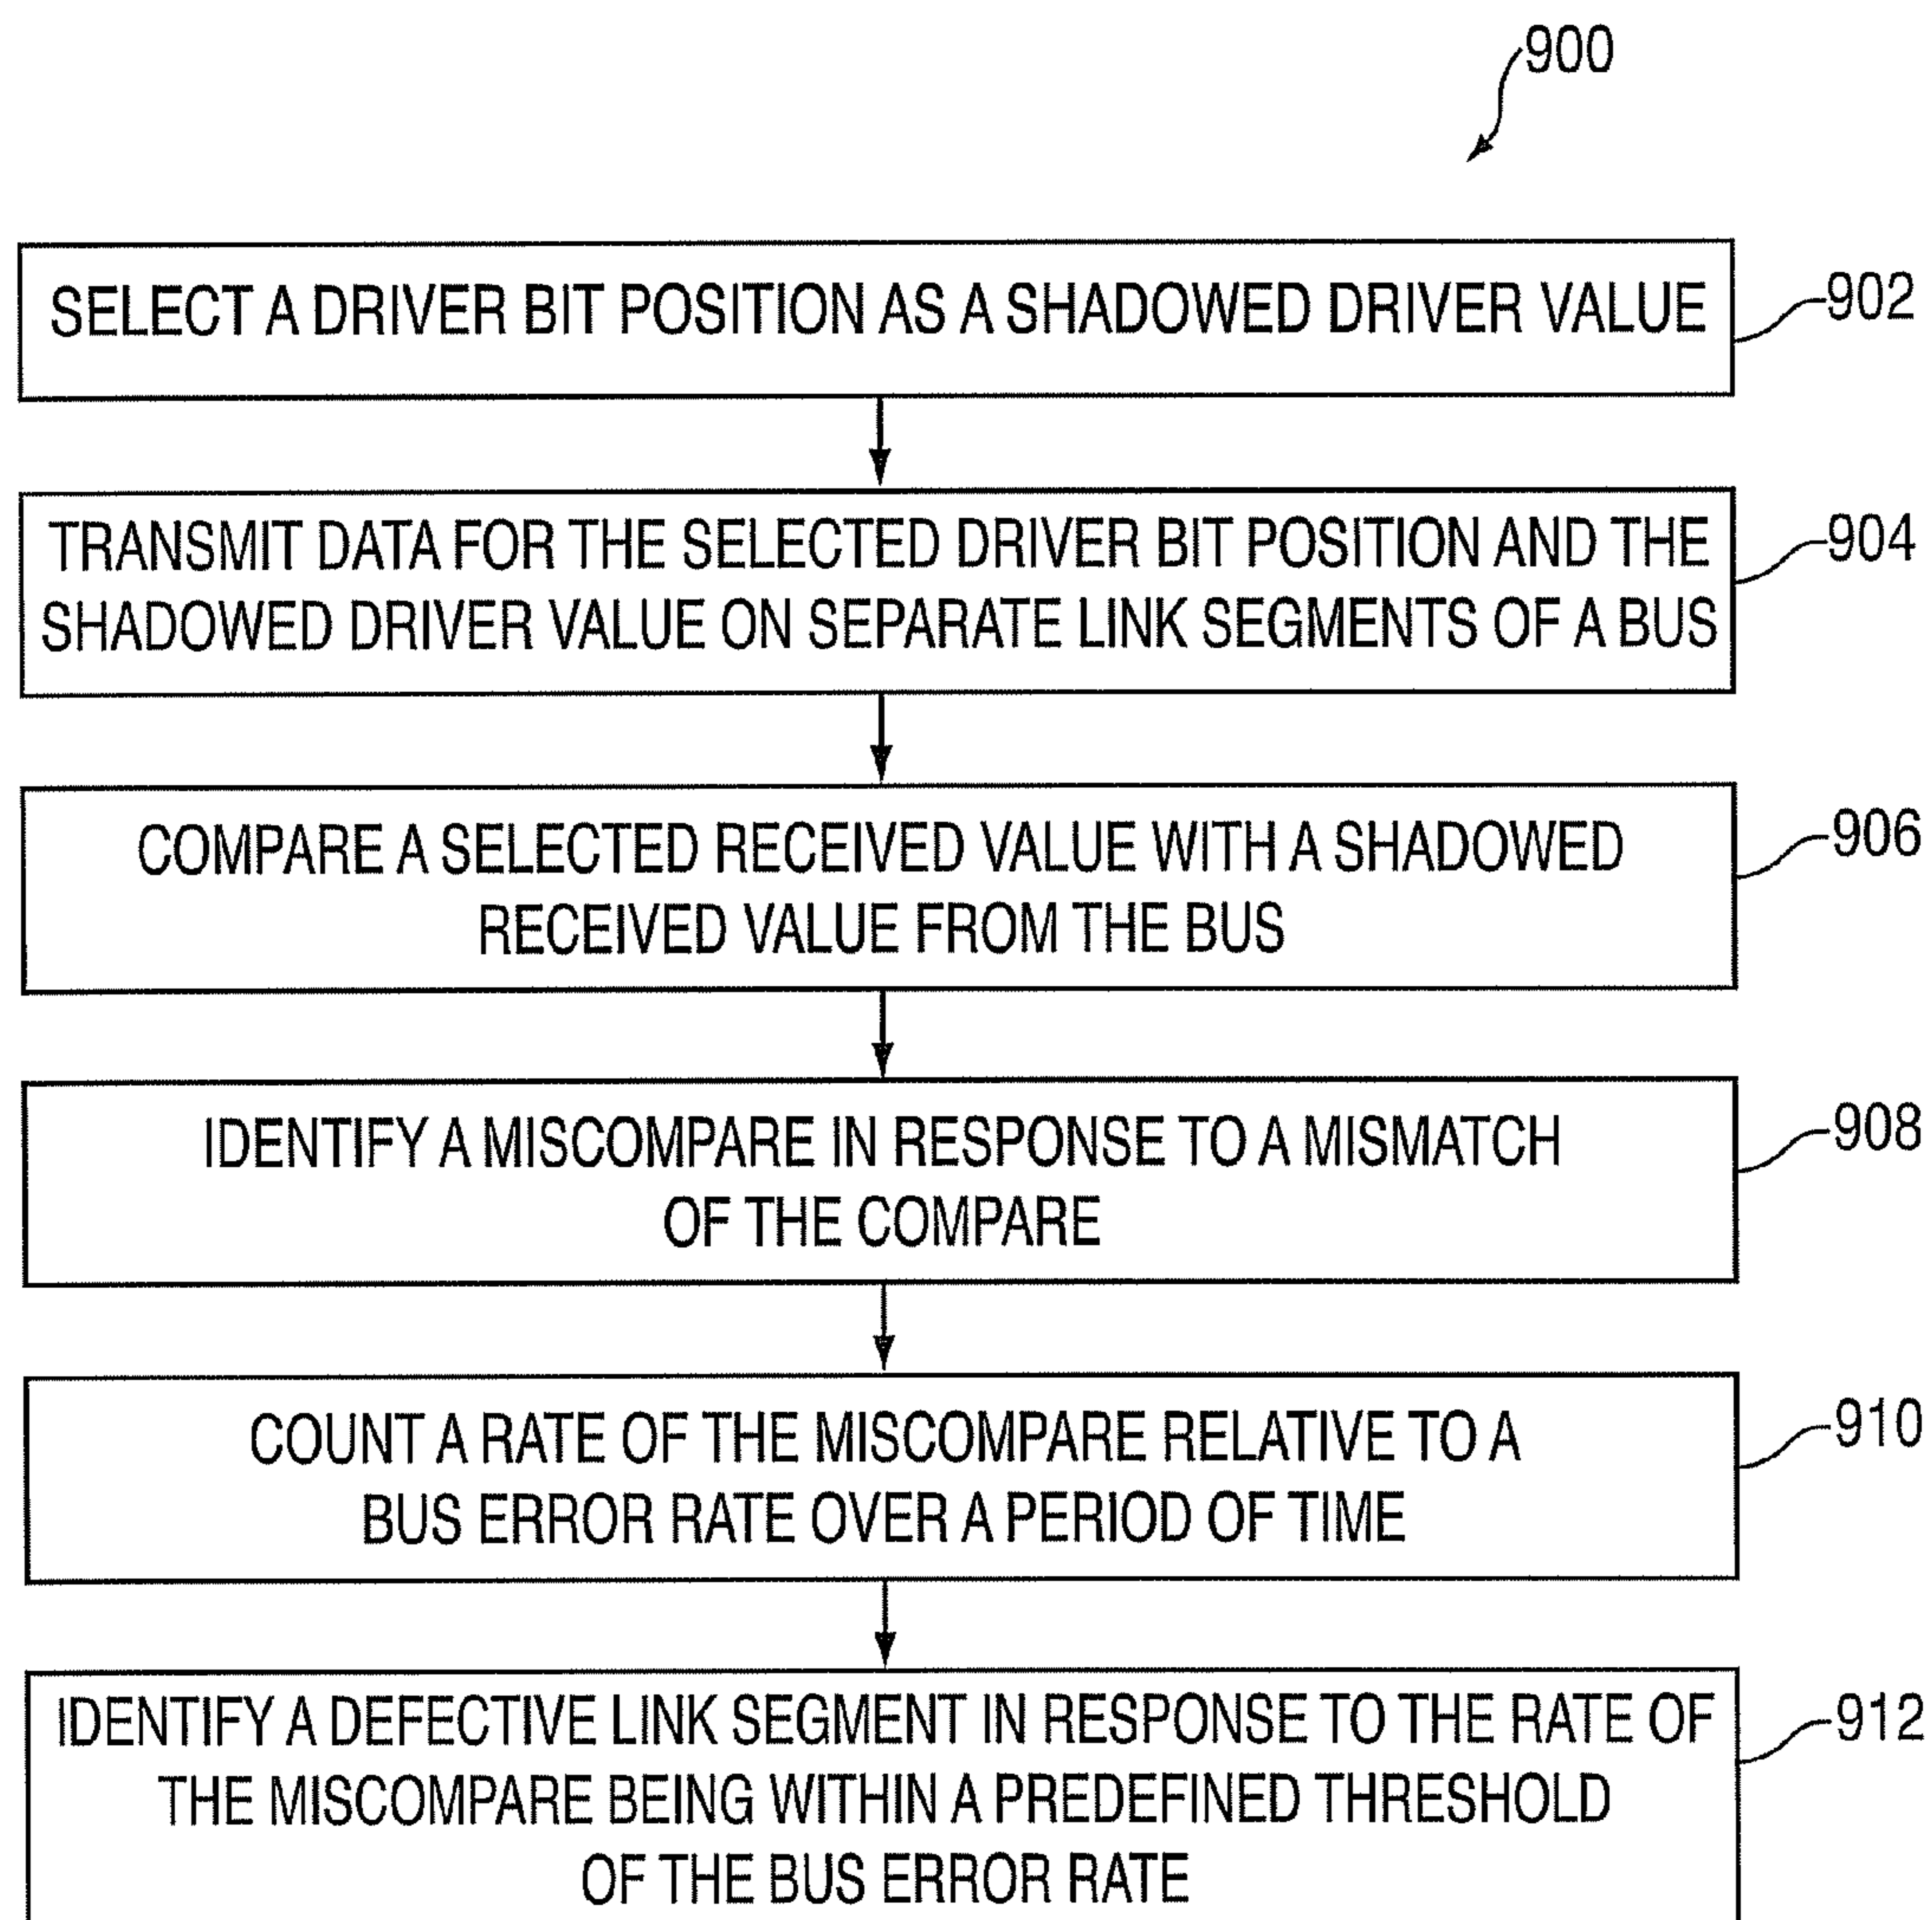 900
SELECT A DRIVER BIT POSITION AS A SHADOWED DRIVER VALUE
902
TRANSMIT DATA FOR THE SELECTED DRIVER BIT POSITION AND THE
SHADOWED DRIVER VALUE ON SEPARATE LINK SEGMENTS OF A BUS
904
COMPARE A SELECTED RECEIVED VALUE WITH A SHADOWED
RECEIVED VALUE FROM THE BUS
906
IDENTIFY A MISCOMPARE IN RESPONSE TO A MISMATCH
OF THE COMPARE
908
COUNT A RATE OF THE MISCOMPARE RELATIVE TO A
BUS ERROR RATE OVER A PERIOD OF TIME
910
IDENTIFY A DEFECTIVE LINK SEGMENT IN RESPONSE TO THE RATE OF
THE MISCOMPARE BEING WITHIN A PREDEFINED THRESHOLD
OF THE BUS ERROR RATE
912